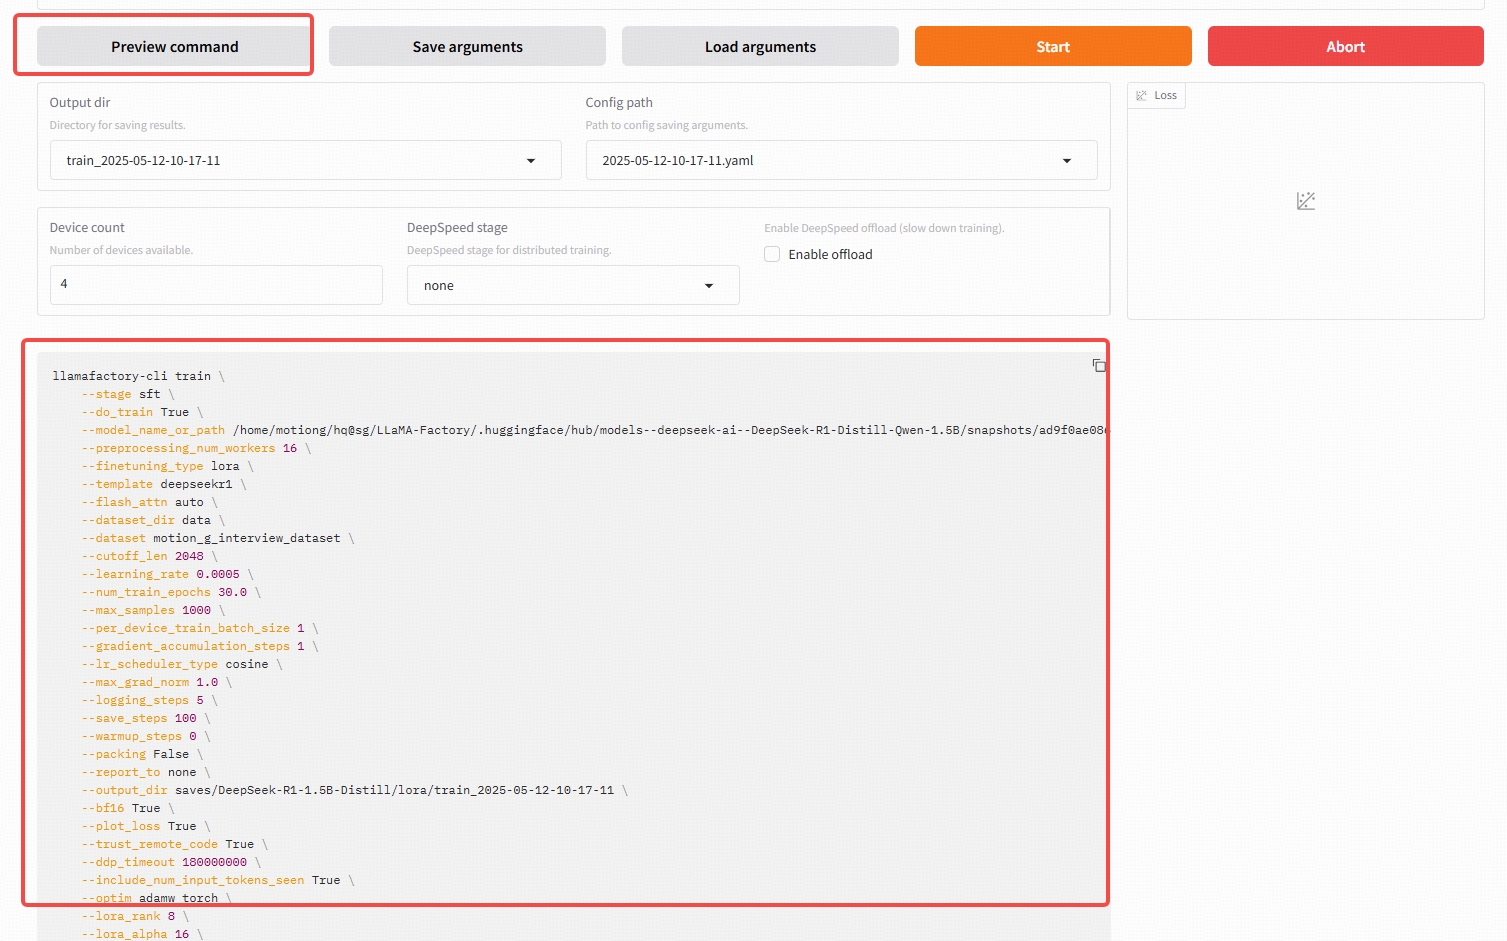 Preview command
Save arguments
Load arguments
Start
Abort
Output dir
Directory for saving results.
train_2025-05-12-10-17-11
Config path
Path to config saving arguments.
2025-05-12-10-17-11.yaml
Loss
Device count
Number of devices available.
4
DeepSpeed stage
DeepSpeed stage for distributed training.
none
Enable DeepSpeed offload (slow down training).
Enable offload
llamafactory-cli train \
--stage sft \
--do_train True \
--model_name_or_path /home/motiong/hq@sg/LLaMA-Factory/.huggingface/hub/models--deepseek-ai--DeepSeek-R1-Distill-Qwen-1.5B/snapshots/ad9f0ae08
--preprocessing_num_workers 16 \
--finetuning_type lora \
--template deepseekr1 \
--flash_attn auto \
--dataset_dir data \
--dataset motion_g_interview_dataset \
--cutoff_len 2048 \
--learning_rate 0.0005 \
--num_train_epochs 30.0 \
--max_samples 1000 \
--per_device_train_batch_size 1 \
--gradient_accumulation_steps 1 \
--lr_scheduler_type cosine \
--max_grad_norm 1.0 \
--logging_steps 5 \
--save_steps 100 \
--warmup_steps 0 \
--packing False \
--report_to none \
--output_dir saves/DeepSeek-R1-1.5B-Distill/lora/train_2025-05-12-10-17-11 \
--bf16 True \
--plot_loss True \
--trust_remote_code True \
--ddp_timeout 180000000 \
--include_num_input_tokens_seen True \
--optim adamw_torch \
--lora_rank 8 \
--lora_alpha 16 \